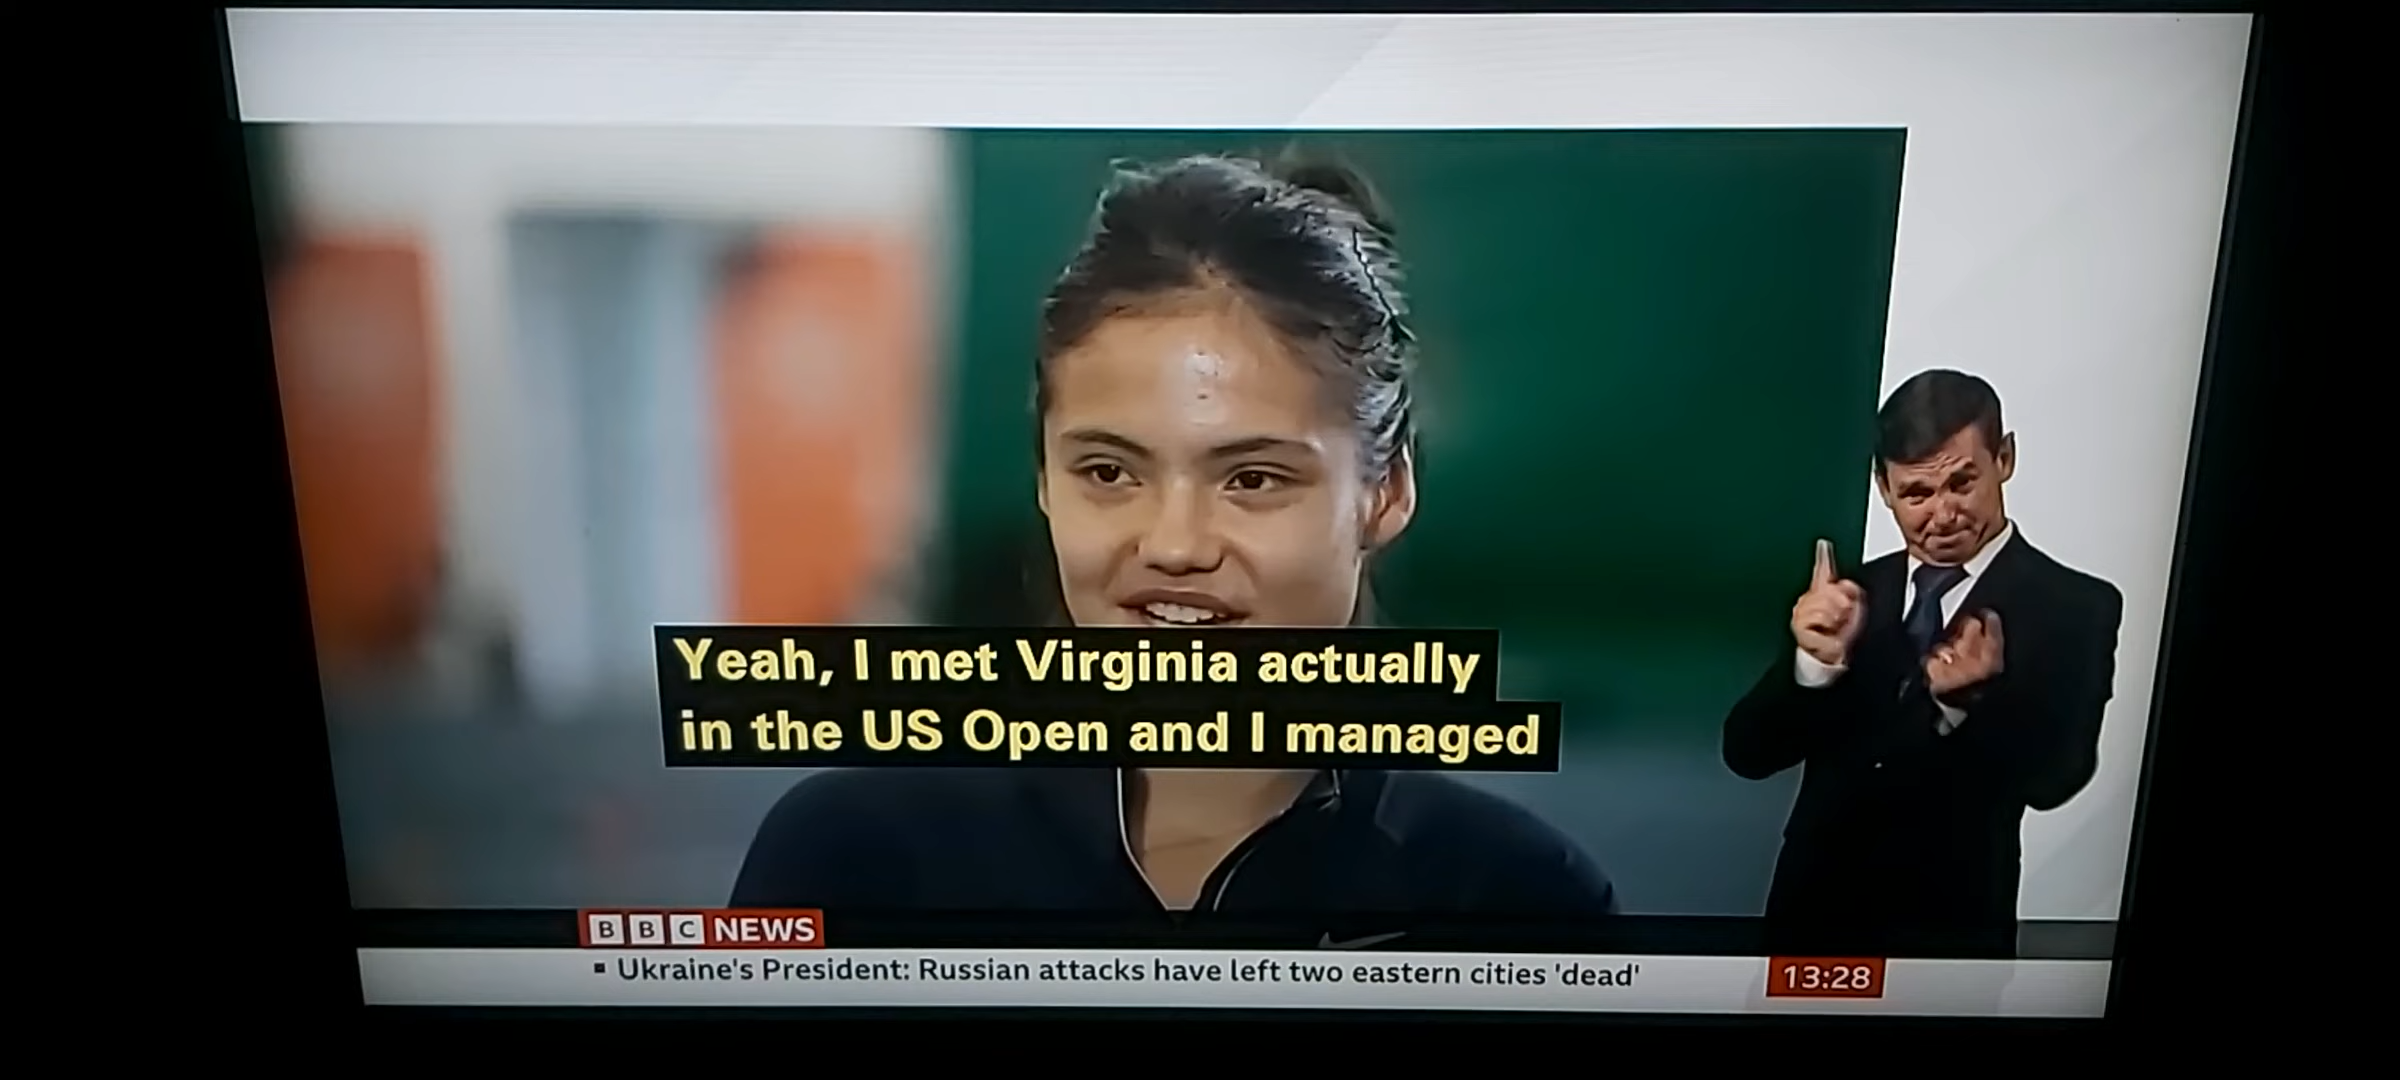 Yeah, I met Virginia actually
in the US Open and I managed
BBC NEWS
▪ Ukraine's President: Russian attacks have left two eastern cities 'dead'
13:28